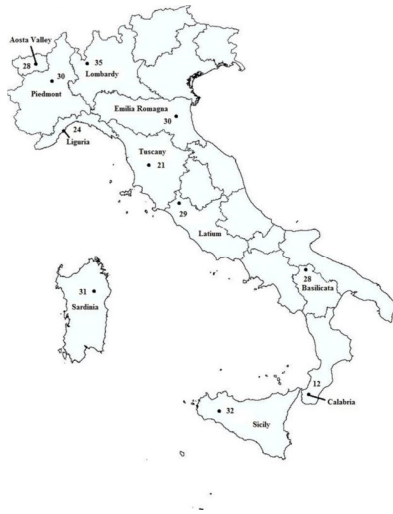 Aosta Valley
28
35
Lombardy
30
Piedmont
Emilia Romagna
30
24
Liguria
Tuscany
21
29
Latium
28
Basilicata
31
Sardinia
12
Calabria
32
Sicily